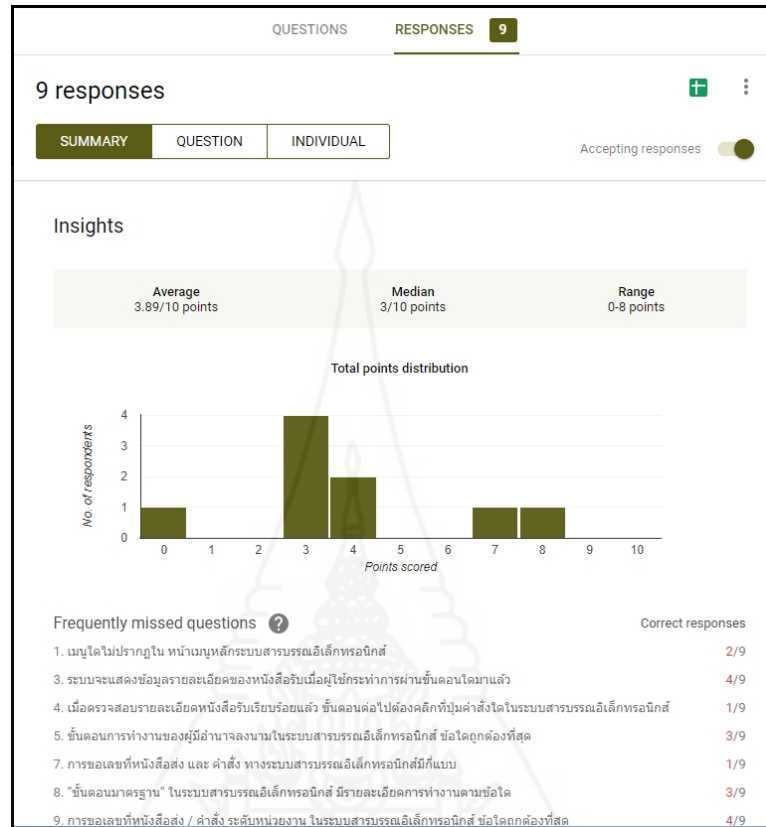 QUESTIONS RESPONSES 9
9 responses
SUMMARY QUESTION INDIVIDUAL
Accepting responses
Insights
Average Median Range
3.89/10 points 3/10 points 0-8 points
Total points distribution
No. of respondents
4
3
2
1
0
0 1 2 3 4 5 6 7 8 9 10
Points scored
Frequently missed questions ? Correct responses
1. เมนูใดไม่ปรากฏใน หน้าเมนูหลักระบบสารบรรณอิเล็กทรอนิกส์ 2/9
3. ระบบจะแสดงข้อมูลรายละเอียดของหนังสือรับเมื่อผู้ใช้กระทำการผ่านขั้นตอนใดมาแล้ว 4/9
4. เมื่อตรวจสอบรายละเอียดหนังสือรับเรียบร้อยแล้ว ขั้นตอนต่อไปต้องคลิกที่ปุ่มคำสั่งใดในระบบสารบรรณอิเล็กทรอนิกส์ 1/9
5. ขั้นตอนการทำงานของผู้มีอำนาจลงนามในระบบสารบรรณอิเล็กทรอนิกส์ ข้อใดถูกต้องที่สุด 3/9
7. การขอเลขที่หนังสือส่ง และ คำสั่ง ทางระบบสารบรรณอิเล็กทรอนิกส์มีกี่แบบ 1/9
8. "ขั้นตอนมาตรฐาน" ในระบบสารบรรณอิเล็กทรอนิกส์ มีรายละเอียดการทำงานตามข้อใด 3/9
9. การขอเลขที่หนังสือส่ง / คำสั่ง ระดับหน่วยงาน ในระบบสารบรรณอิเล็กทรอนิกส์ ข้อใดถูกต้องที่สุด 4/9